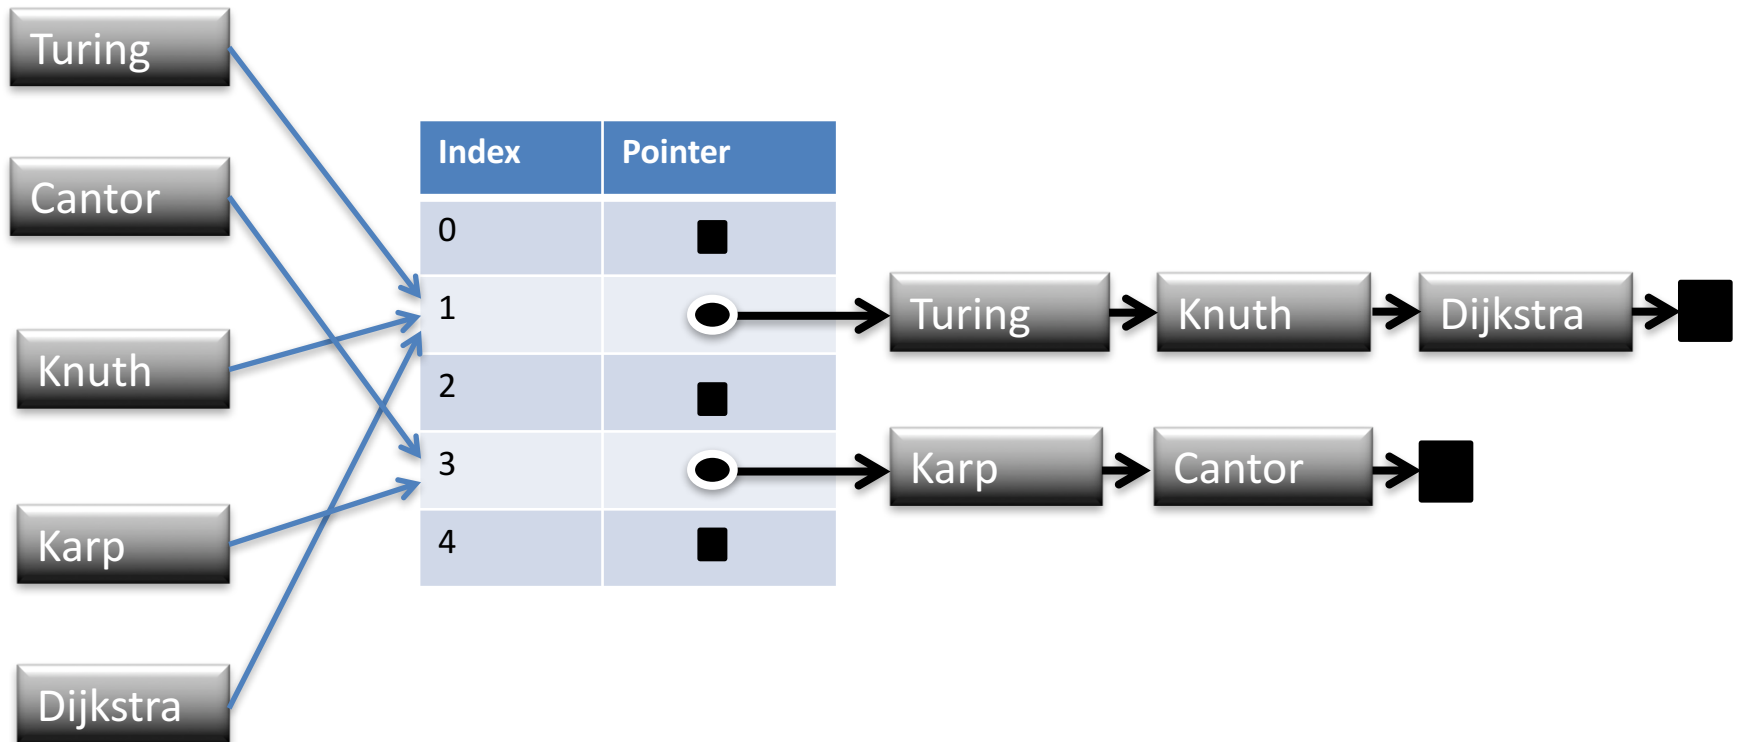 Turing
Cantor
Knuth
Karp
Dijkstra
Index Pointer
0
1
2
3
4
Turing Knuth Dijkstra
Karp Cantor